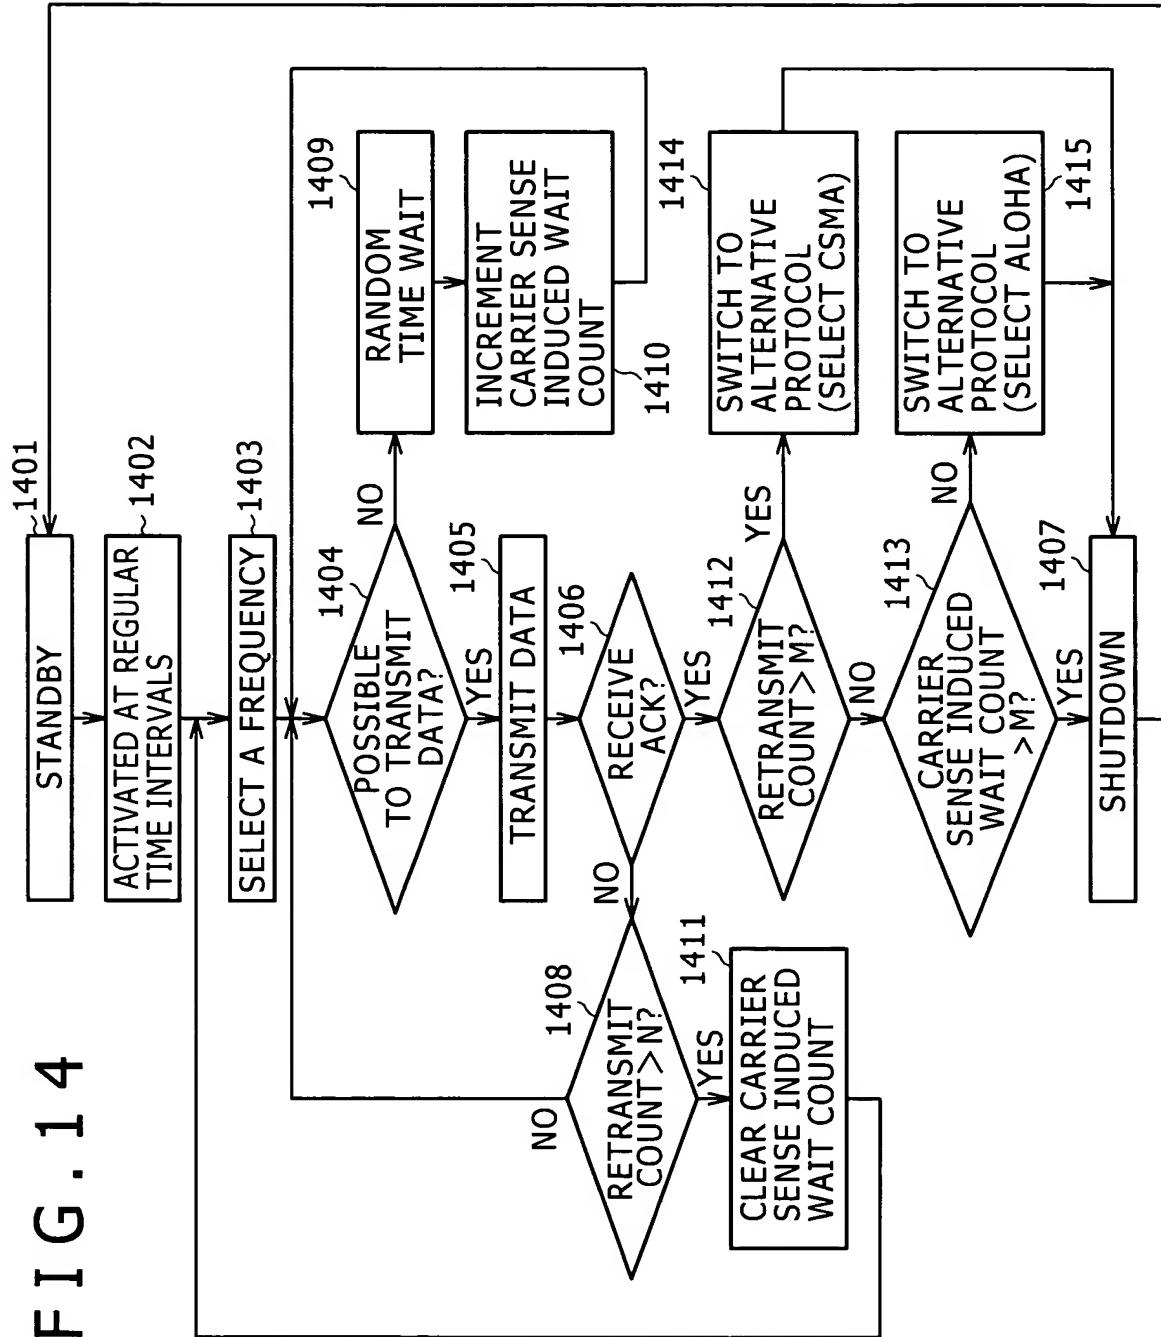 FIG.14
STANDBY
1401
ACTIVATED AT REGULAR
TIME INTERVALS
1402
SELECT A FREQUENCY
1403
POSSIBLE
TO TRANSMIT
DATA?
1404
NO
YES
RANDOM
TIME WAIT
1409
INCREMENT
CARRIER SENSE
INDUCED WAIT
COUNT
1410
TRANSMIT DATA
1405
RECEIVE
ACK?
1406
NO
YES
RETRANSMIT
COUNT>N?
1408
NO
YES
CLEAR CARRIER
SENSE INDUCED
WAIT COUNT
1411
RETRANSMIT
COUNT>M?
1412
YES
NO
SWITCH TO
ALTERNATIVE
PROTOCOL
(SELECT CSMA)
1414
CARRIER
SENSE INDUCED
WAIT COUNT
>M?
1413
NO
YES
SWITCH TO
ALTERNATIVE
PROTOCOL
(SELECT ALOHA)
1415
SHUTDOWN
1407